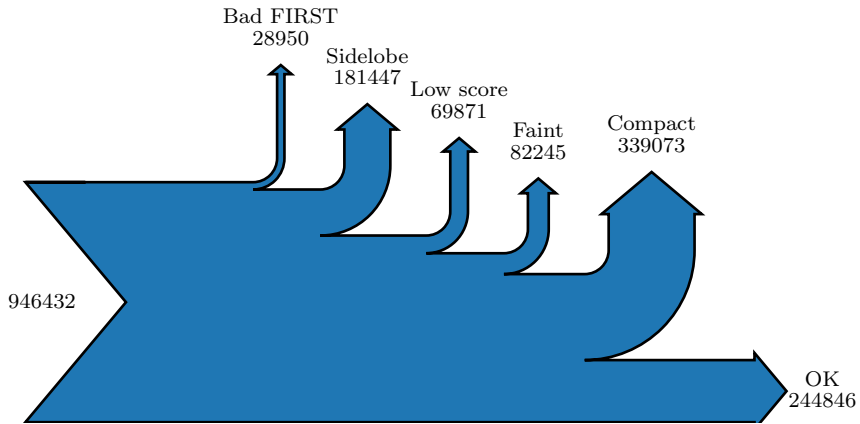 Bad FIRST
28950
Sidelobe
181447
Low score
69871
Faint
82245
Compact
339073
946432
OK
244846